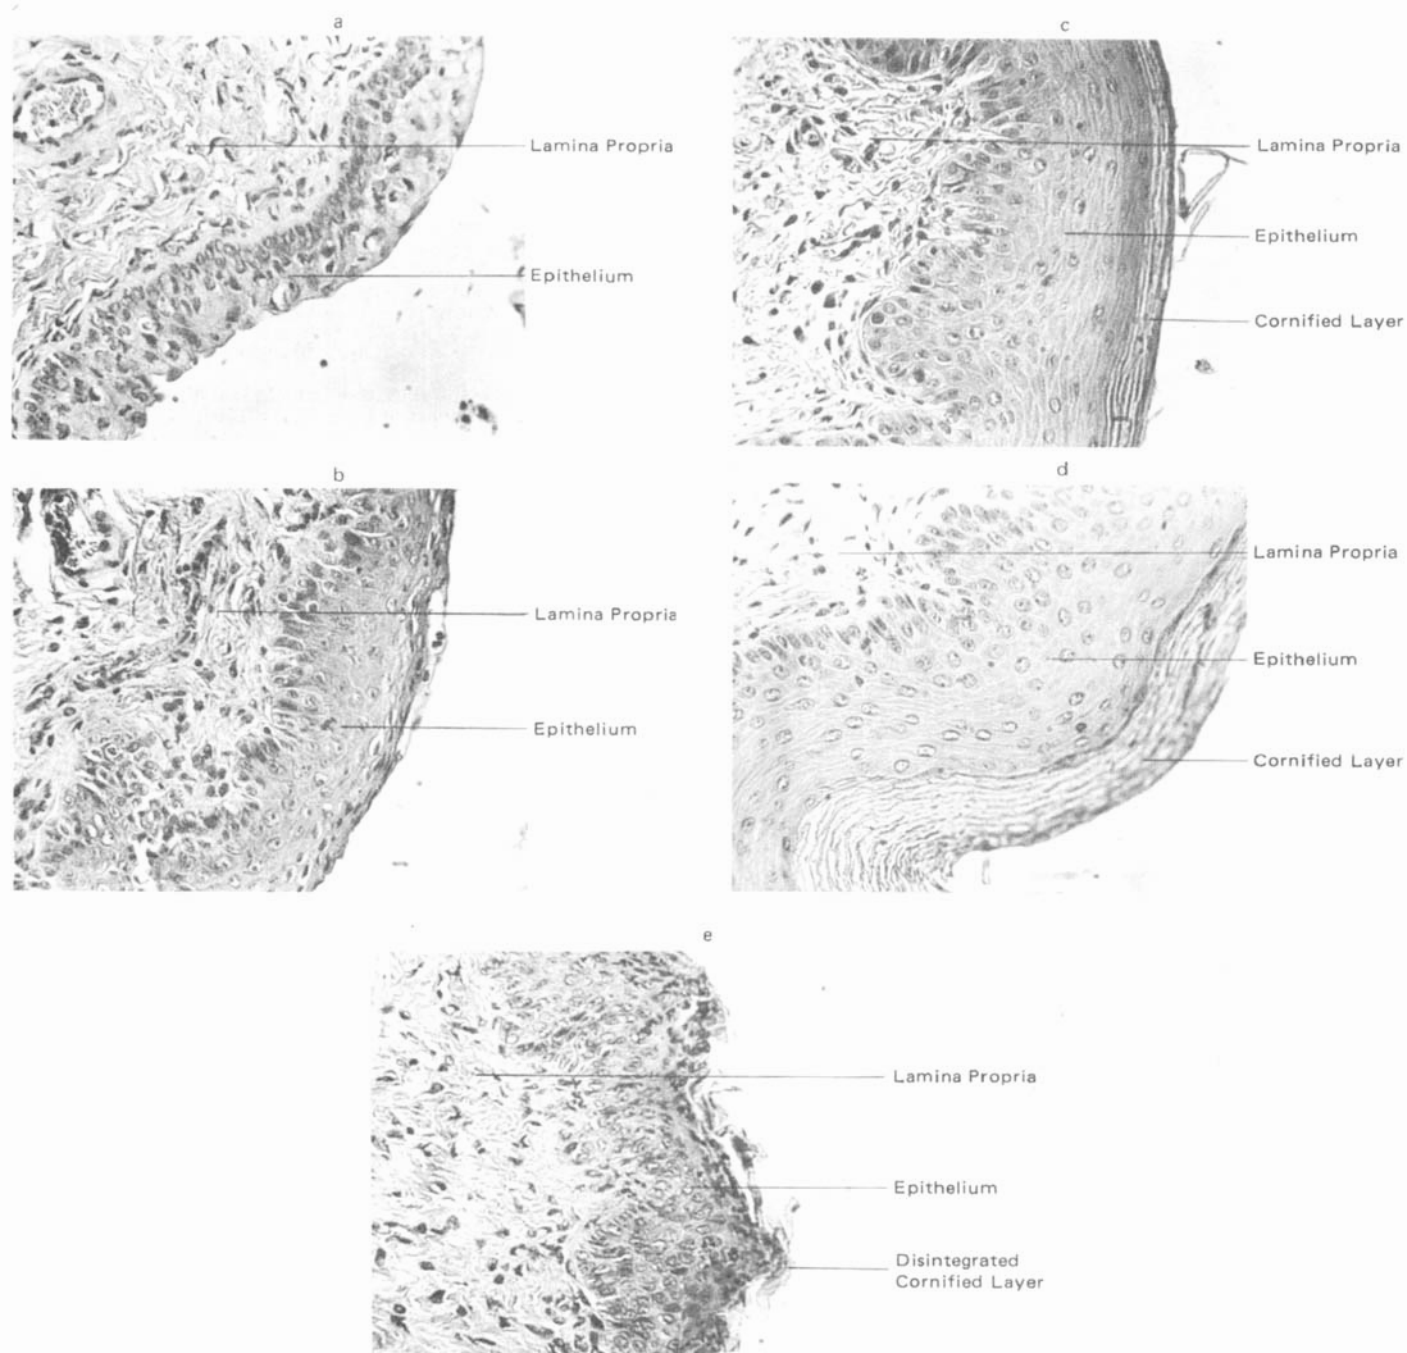 a
Lamina Propria
Epithelium
b
Lamina Propria
Epithelium
c
Lamina Propria
Epithelium
Cornified Layer
d
Lamina Propria
Epithelium
Cornified Layer
e
Lamina Propria
Epithelium
Disintegrated
Cornified Layer